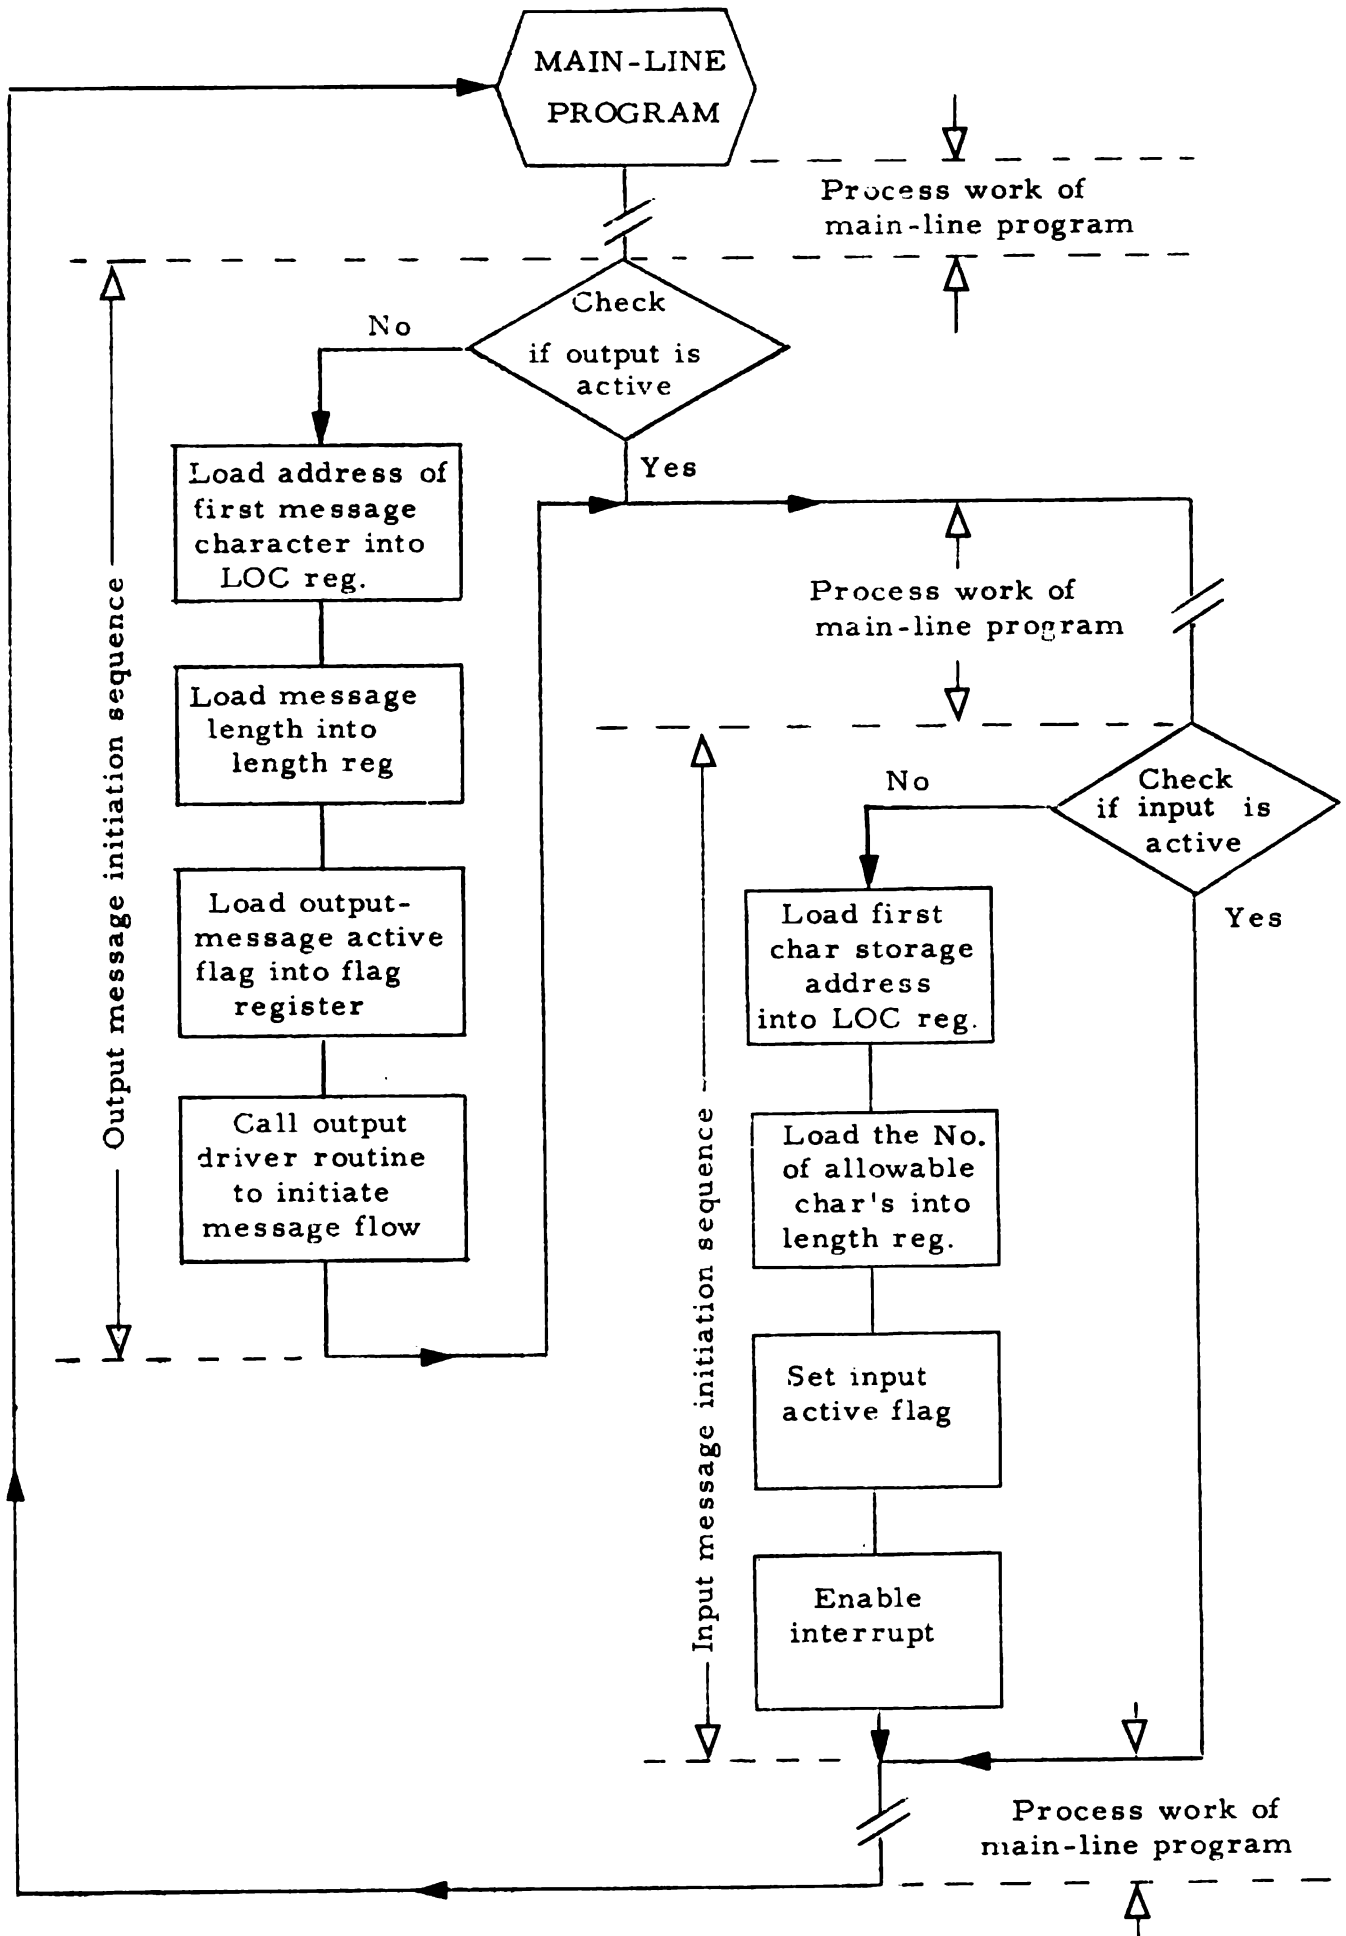 MAIN-LINE
PROGRAM
Process work of
main-line program
Check
if output is
active
No
Yes
Load address of
first message
character into
LOC reg.
Load message
length into
length reg
Load output-
message active
flag into flag
register
Call output
driver routine
to initiate
message flow
Output message initiation sequence
Process work of
main-line program
Check
if input is
active
No
Yes
Load first
char storage
address
into LOC reg.
Load the No.
of allowable
char's into
length reg.
Set input
active flag
Enable
interrupt
Input message initiation sequence
Process work of
main-line program